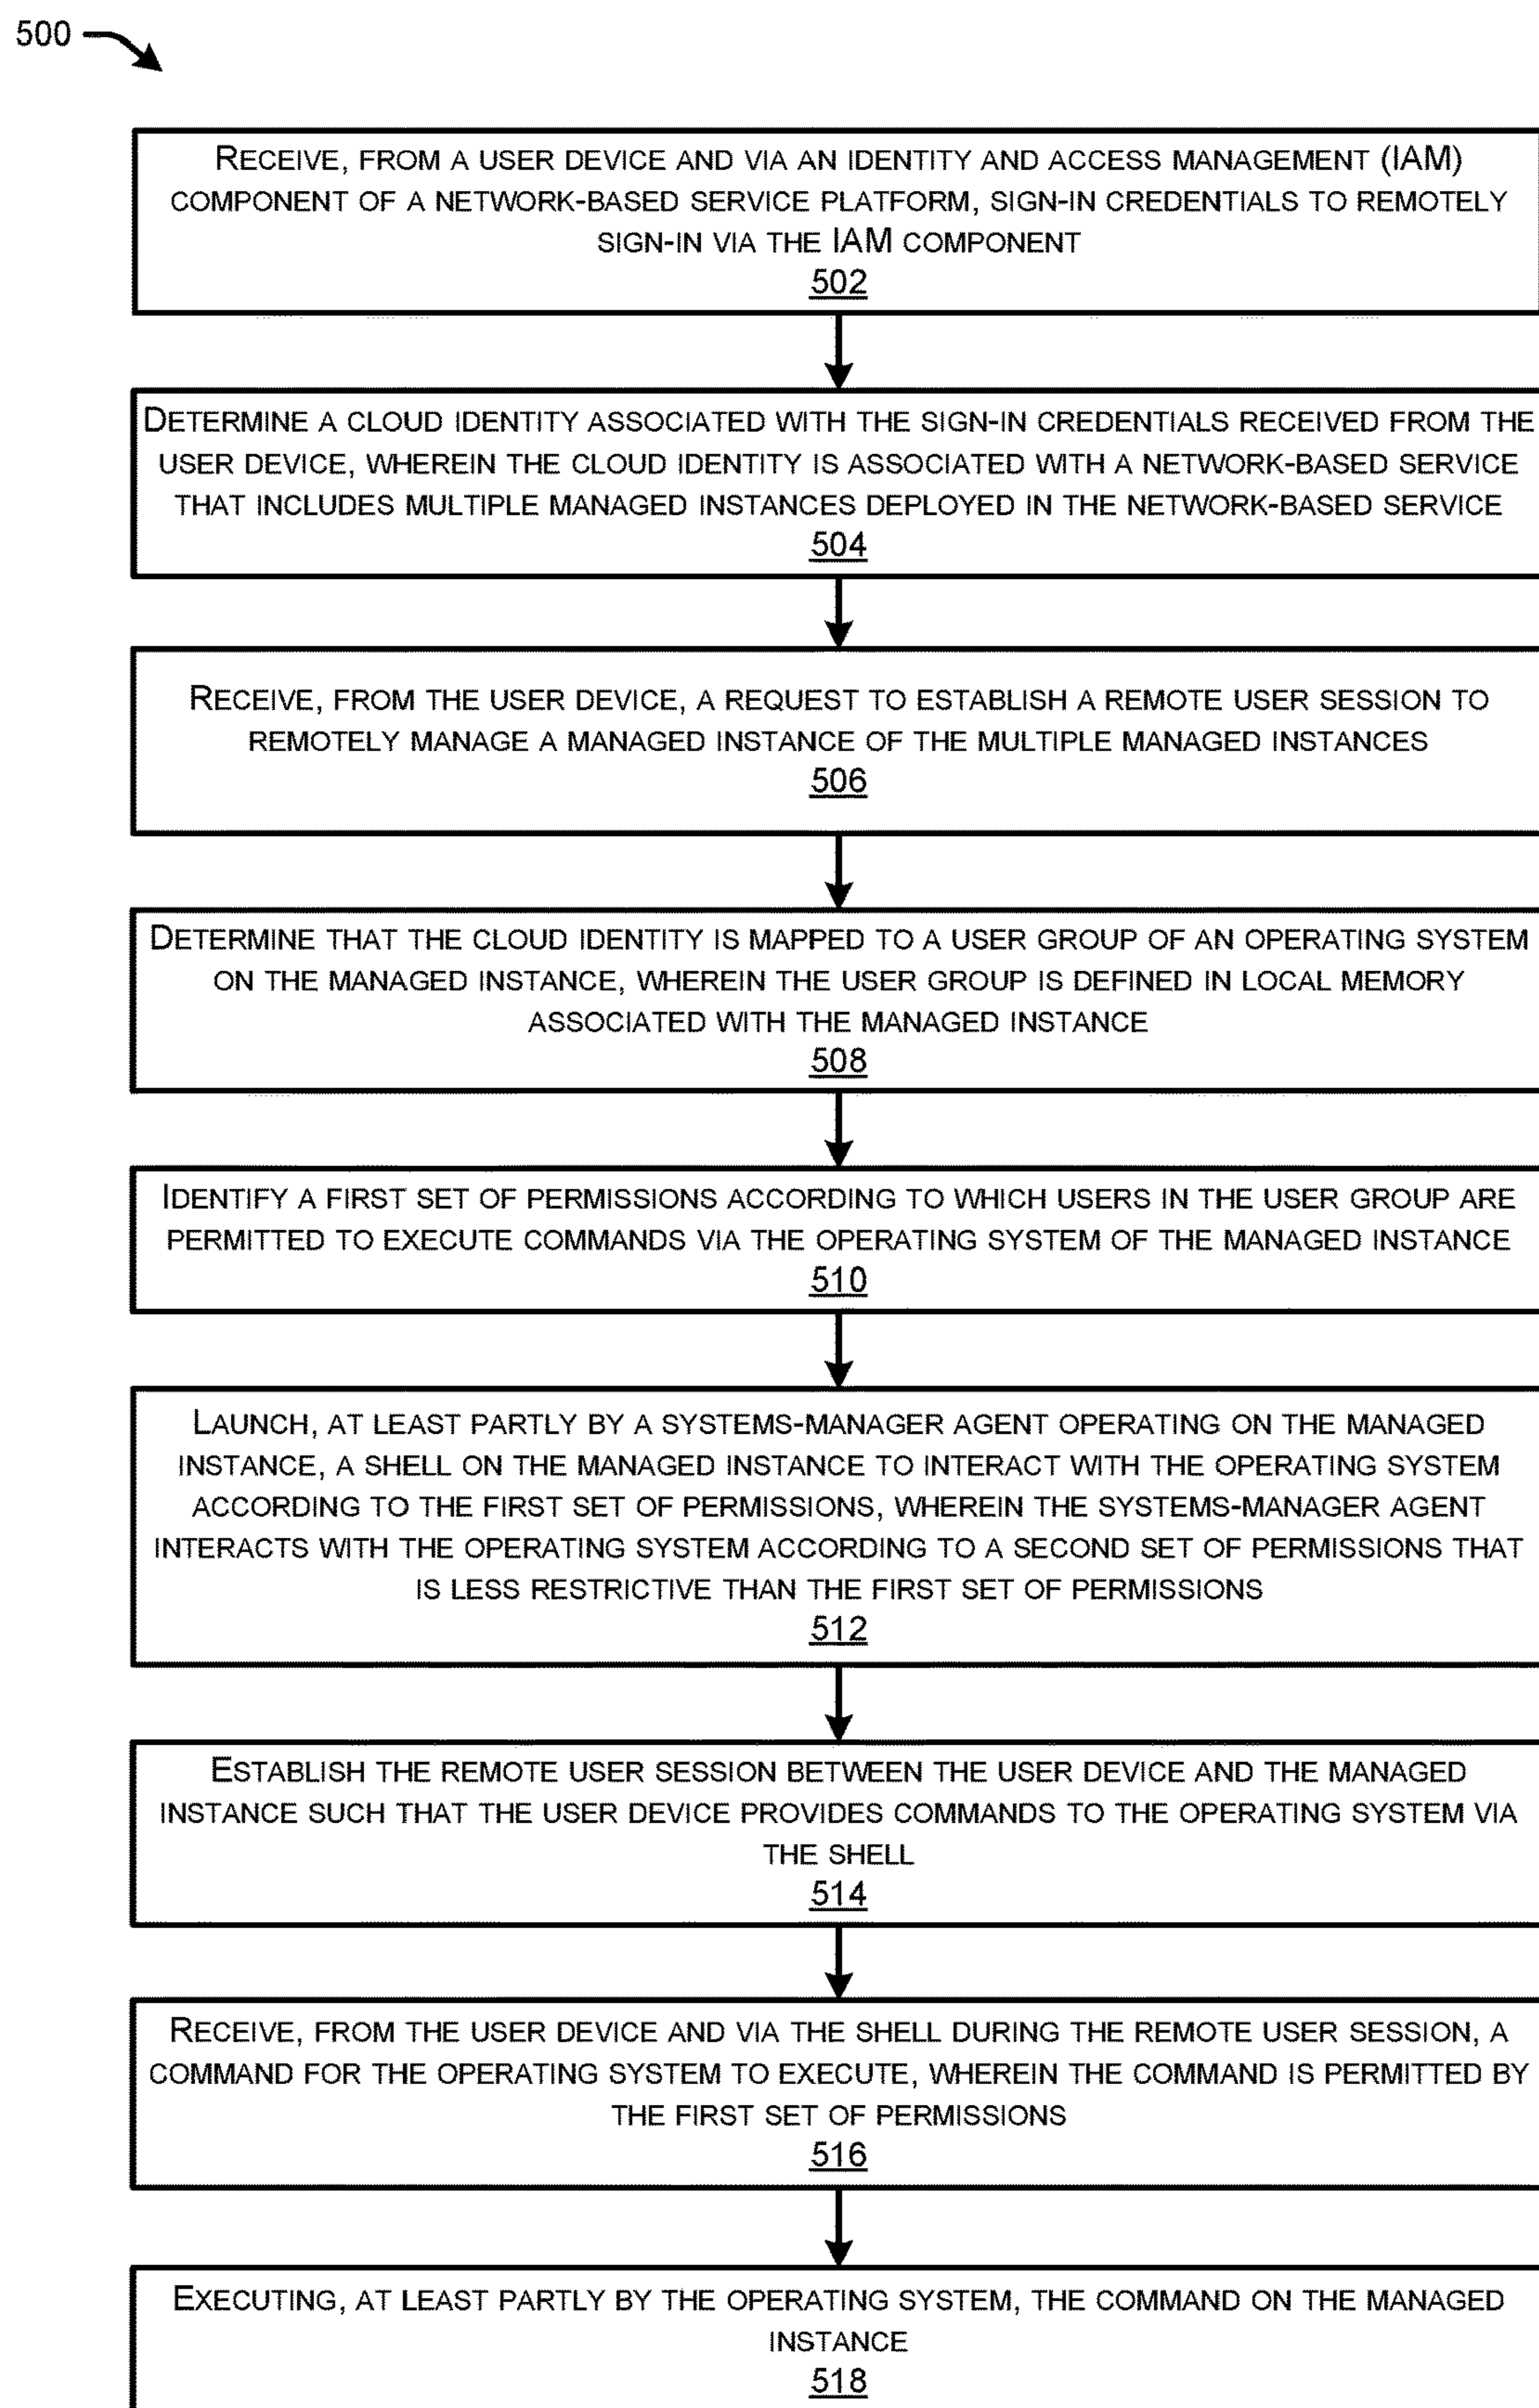 500
RECEIVE, FROM A USER DEVICE AND VIA AN IDENTITY AND ACCESS MANAGEMENT (IAM)
COMPONENT OF A NETWORK-BASED SERVICE PLATFORM, SIGN-IN CREDENTIALS TO REMOTELY
SIGN-IN VIA THE IAM COMPONENT
502
DETERMINE A CLOUD IDENTITY ASSOCIATED WITH THE SIGN-IN CREDENTIALS RECEIVED FROM THE
USER DEVICE, WHEREIN THE CLOUD IDENTITY IS ASSOCIATED WITH A NETWORK-BASED SERVICE
THAT INCLUDES MULTIPLE MANAGED INSTANCES DEPLOYED IN THE NETWORK-BASED SERVICE
504
RECEIVE, FROM THE USER DEVICE, A REQUEST TO ESTABLISH A REMOTE USER SESSION TO
REMOTELY MANAGE A MANAGED INSTANCE OF THE MULTIPLE MANAGED INSTANCES
506
DETERMINE THAT THE CLOUD IDENTITY IS MAPPED TO A USER GROUP OF AN OPERATING SYSTEM
ON THE MANAGED INSTANCE, WHEREIN THE USER GROUP IS DEFINED IN LOCAL MEMORY
ASSOCIATED WITH THE MANAGED INSTANCE
508
IDENTIFY A FIRST SET OF PERMISSIONS ACCORDING TO WHICH USERS IN THE USER GROUP ARE
PERMITTED TO EXECUTE COMMANDS VIA THE OPERATING SYSTEM OF THE MANAGED INSTANCE
510
LAUNCH, AT LEAST PARTLY BY A SYSTEMS-MANAGER AGENT OPERATING ON THE MANAGED
INSTANCE, A SHELL ON THE MANAGED INSTANCE TO INTERACT WITH THE OPERATING SYSTEM
ACCORDING TO THE FIRST SET OF PERMISSIONS, WHEREIN THE SYSTEMS-MANAGER AGENT
INTERACTS WITH THE OPERATING SYSTEM ACCORDING TO A SECOND SET OF PERMISSIONS THAT
IS LESS RESTRICTIVE THAN THE FIRST SET OF PERMISSIONS
512
ESTABLISH THE REMOTE USER SESSION BETWEEN THE USER DEVICE AND THE MANAGED
INSTANCE SUCH THAT THE USER DEVICE PROVIDES COMMANDS TO THE OPERATING SYSTEM VIA
THE SHELL
514
RECEIVE, FROM THE USER DEVICE AND VIA THE SHELL DURING THE REMOTE USER SESSION, A
COMMAND FOR THE OPERATING SYSTEM TO EXECUTE, WHEREIN THE COMMAND IS PERMITTED BY
THE FIRST SET OF PERMISSIONS
516
EXECUTING, AT LEAST PARTLY BY THE OPERATING SYSTEM, THE COMMAND ON THE MANAGED
INSTANCE
518